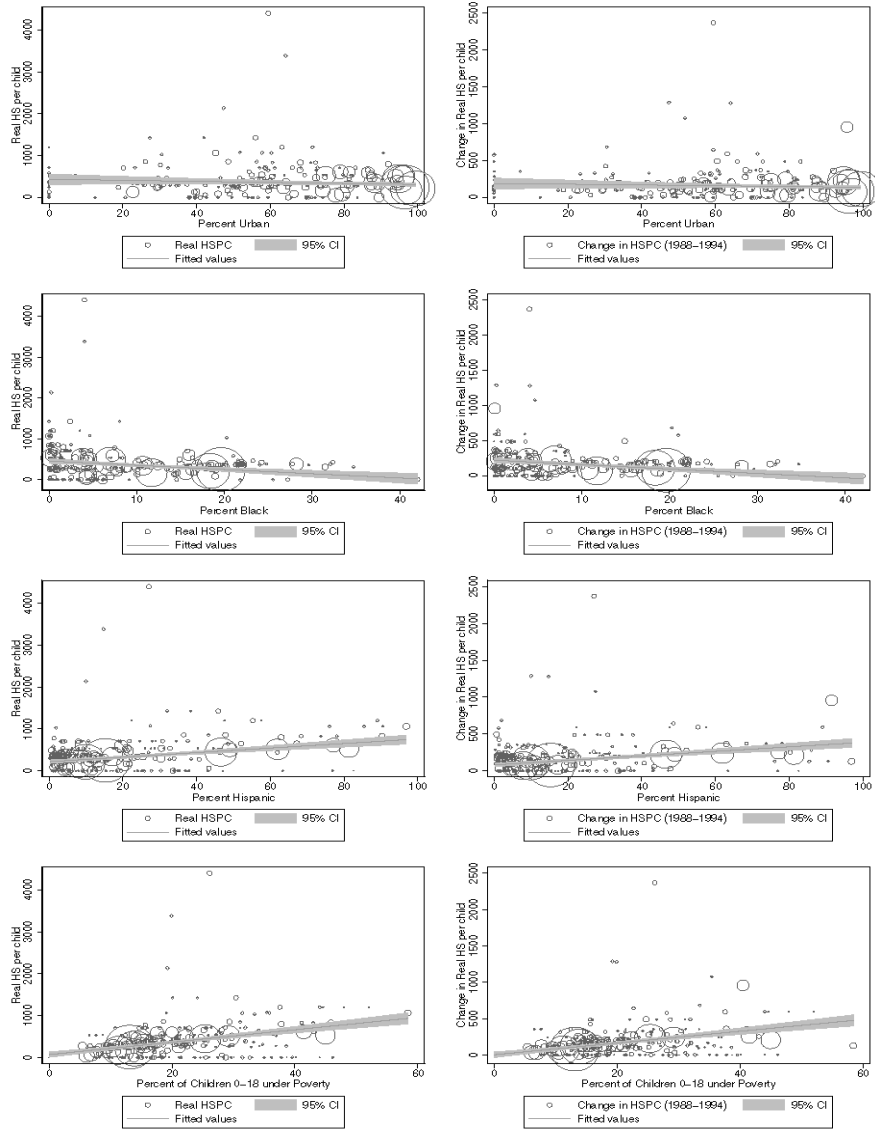 Real HS per child
0 1000 2000 3000 4000
0 20 40 60 80 100
Percent Urban
Real HSPC 95% CI
Fitted values
Change in Real HS per child
0 500 1000 1500 2000 2500
0 20 40 60 80 100
Percent Urban
Change in HSPC (1988–1994) 95% CI
Fitted values
Real HS per child
0 1000 2000 3000 4000
0 10 20 30 40
Percent Black
Real HSPC 95% CI
Fitted values
Change in Real HS per child
0 500 1000 1500 2000 2500
0 10 20 30 40
Percent Black
Change in HSPC (1988–1994) 95% CI
Fitted values
Real HS per child
0 1000 2000 3000 4000
0 20 40 60 80 100
Percent Hispanic
Real HSPC 95% CI
Fitted values
Change in Real HS per child
0 500 1000 1500 2000 2500
0 20 40 60 80 100
Percent Hispanic
Change in HSPC (1988–1994) 95% CI
Fitted values
Real HS per child
0 1000 2000 3000 4000
0 20 40 60
Percent of Children 0–18 under Poverty
Real HSPC 95% CI
Fitted values
Change in Real HS per child
0 500 1000 1500 2000 2500
0 20 40 60
Percent of Children 0–18 under Poverty
Change in HSPC (1988–1994) 95% CI
Fitted values